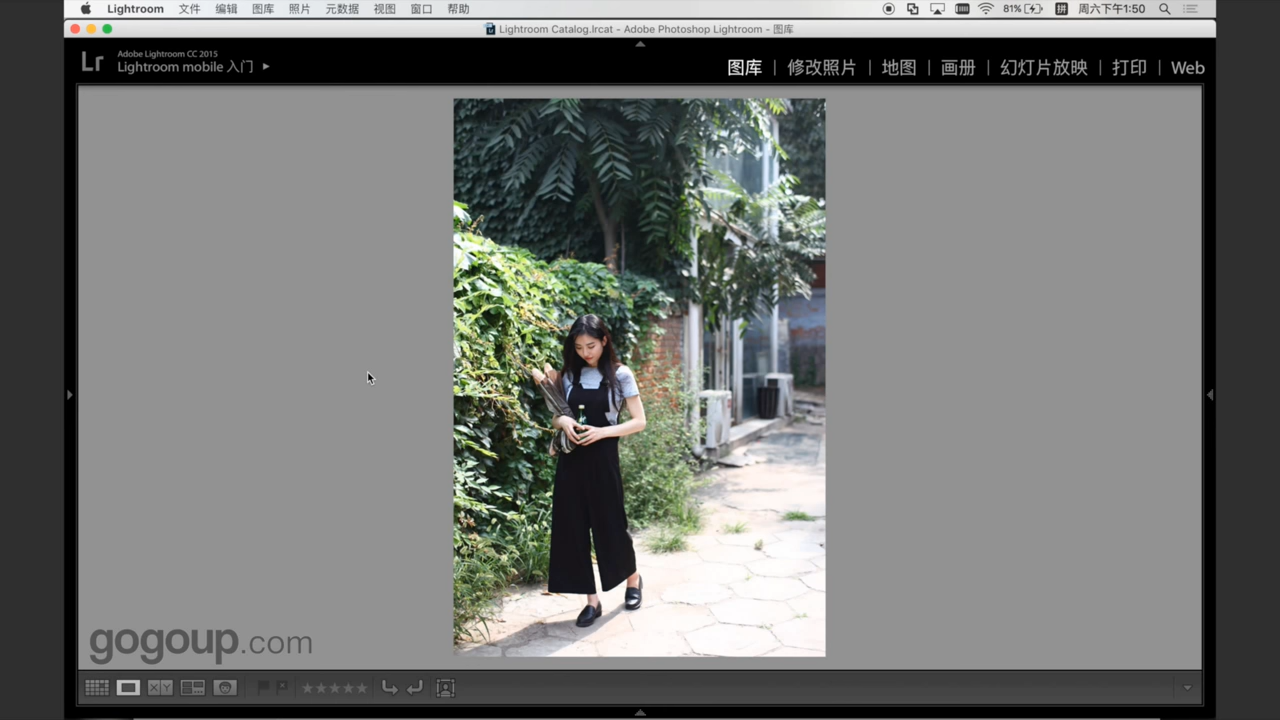 Lightroom 文件 编辑 图库 照片 元数据 视图 窗口 帮助 81% 拼 周六下午1:50
Lightroom Catalog.lrcat - Adobe Photoshop Lightroom - 图库
Lr
Adobe Lightroom CC 2015
Lightroom mobile 入门
图库 | 修改照片 | 地图 | 画册 | 幻灯片放映 | 打印 | Web
gogoup.com
XY